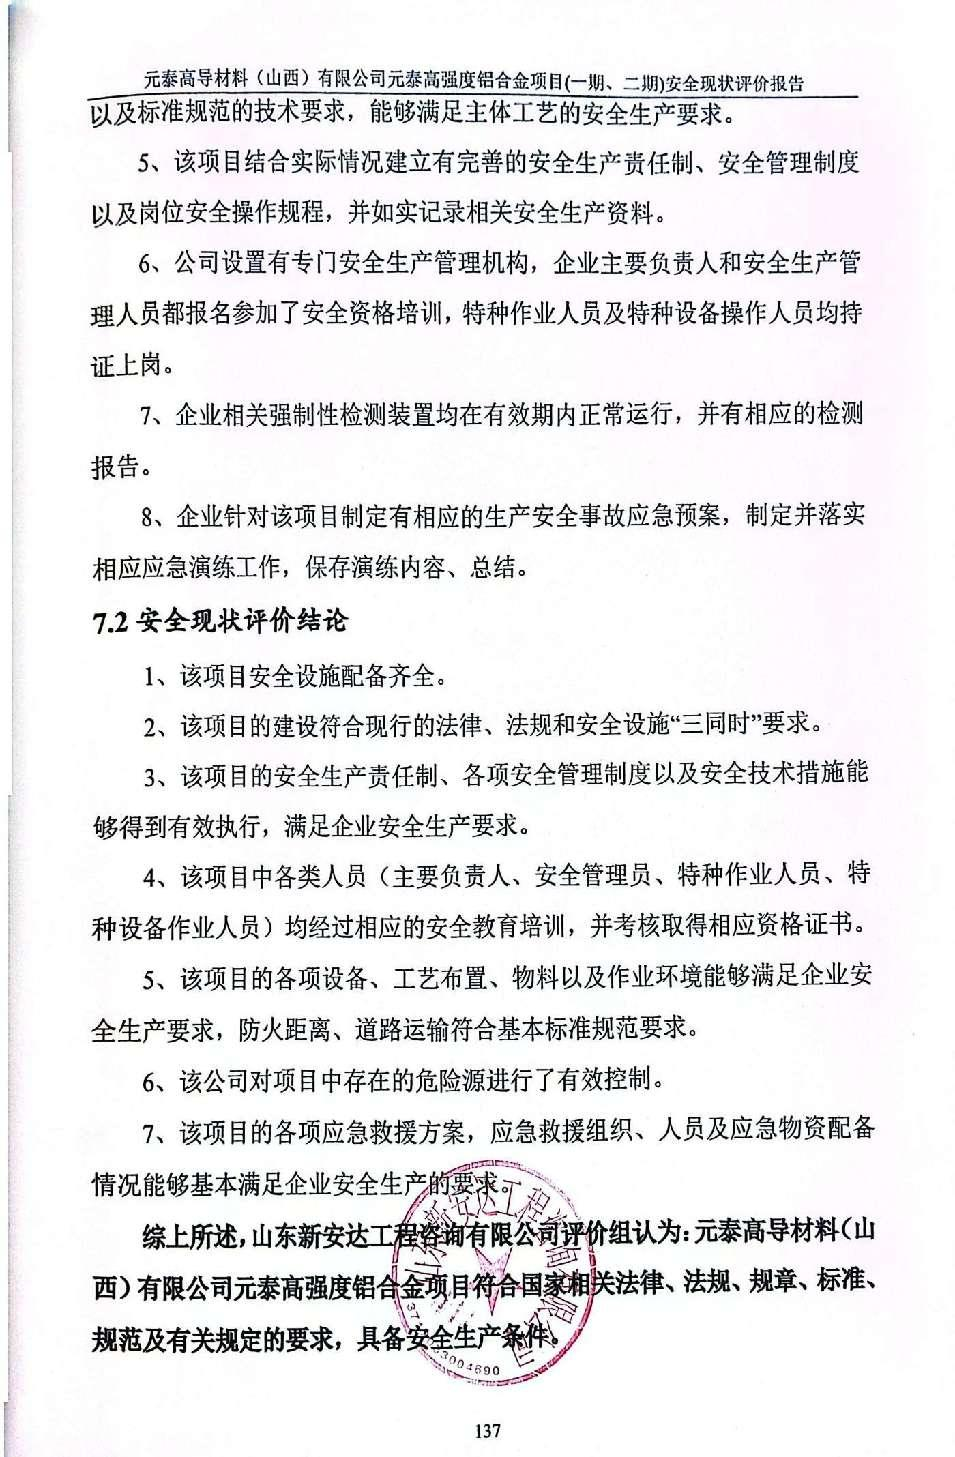 元泰高导材料（山西）有限公司元泰高强度铝合金项目(一期、二期)安全现状评价报告
以及标准规范的技术要求，能够满足主体工艺的安全生产要求。
5、该项目结合实际情况建立有完善的安全生产责任制、安全管理制度
以及岗位安全操作规程，并如实记录相关安全生产资料。
6、公司设置有专门安全生产管理机构，企业主要负责人和安全生产管
理人员都报名参加了安全资格培训，特种作业人员及特种设备操作人员均持
证上岗。
7、企业相关强制性检测装置均在有效期内正常运行，并有相应的检测
报告。
8、企业针对该项目制定有相应的生产安全事故应急预案，制定并落实
相应应急演练工作，保存演练内容、总结。
7.2 安全现状评价结论
1、该项目安全设施配备齐全。
2、该项目的建设符合现行的法律、法规和安全设施“三同时”要求。
3、该项目的安全生产责任制、各项安全管理制度以及安全技术措施能
够得到有效执行，满足企业安全生产要求。
4、该项目中各类人员（主要负责人、安全管理员、特种作业人员、特
种设备作业人员）均经过相应的安全教育培训，并考核取得相应资格证书。
5、该项目的各项设备、工艺布置、物料以及作业环境能够满足企业安
全生产要求，防火距离、道路运输符合基本标准规范要求。
6、该公司对项目中存在的危险源进行了有效控制。
7、该项目的各项应急救援方案，应急救援组织、人员及应急物资配备
情况能够基本满足企业安全生产的要求。
综上所述，山东新安达工程咨询有限公司评价组认为：元泰高导材料（山
西）有限公司元泰高强度铝合金项目符合国家相关法律、法规、规章、标准、
规范及有关规定的要求，具备安全生产条件。
山东新安达工程咨询有限公司
137